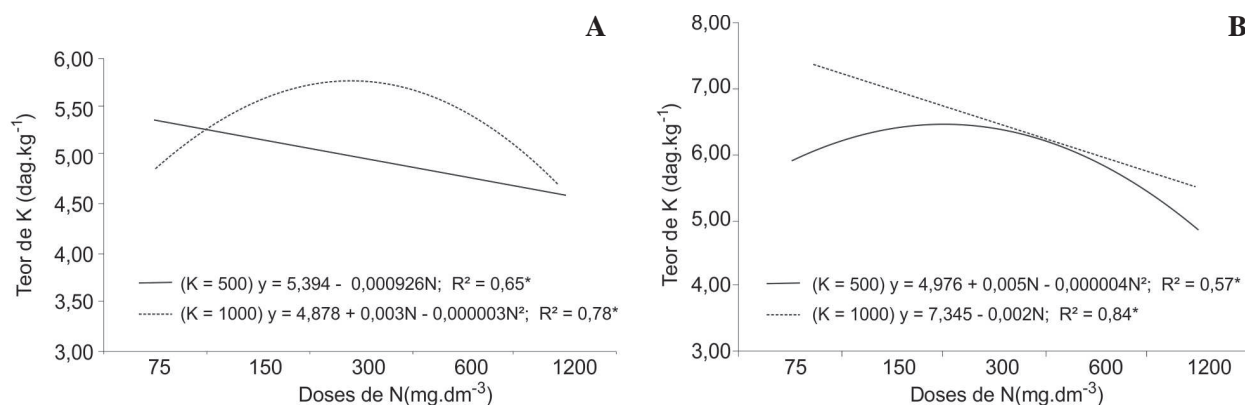 A
6,00
5,50
5,00
4,50
4,00
3,50
3,00
Teor de K (dag.kg⁻¹)
(K = 500) y = 5,394 - 0,000926N; R² = 0,65*
(K = 1000) y = 4,878 + 0,003N - 0,000003N²; R² = 0,78*
75 150 300 600 1200
Doses de N(mg.dm⁻³)
B
8,00
7,00
6,00
5,00
4,00
3,00
Teor de K (dag.kg⁻¹)
(K = 500) y = 4,976 + 0,005N - 0,000004N²; R² = 0,57*
(K = 1000) y = 7,345 - 0,002N; R² = 0,84*
75 150 300 600 1200
Doses de N(mg.dm⁻³)